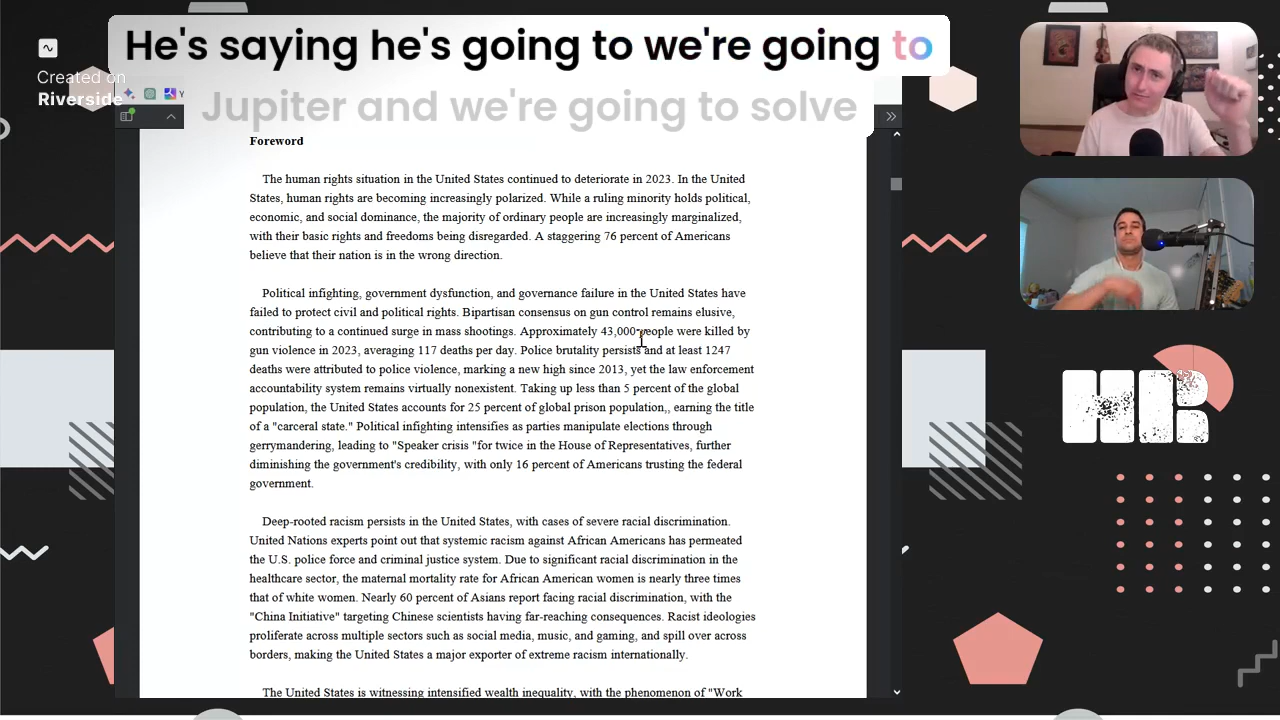 He's saying he's going to we're going to
Jupiter and we're going to solve
Created on
Riverside
Foreword
The human rights situation in the United States continued to deteriorate in 2023. In the United
States, human rights are becoming increasingly polarized. While a ruling minority holds political,
economic, and social dominance, the majority of ordinary people are increasingly marginalized,
with their basic rights and freedoms being disregarded. A staggering 76 percent of Americans
believe that their nation is in the wrong direction.
Political infighting, government dysfunction, and governance failure in the United States have
failed to protect civil and political rights. Bipartisan consensus on gun control remains elusive,
contributing to a continued surge in mass shootings. Approximately 43,000 people were killed by
gun violence in 2023, averaging 117 deaths per day. Police brutality persists and at least 1247
deaths were attributed to police violence, marking a new high since 2013, yet the law enforcement
accountability system remains virtually nonexistent. Taking up less than 5 percent of the global
population, the United States accounts for 25 percent of global prison population,, earning the title
of a "carceral state." Political infighting intensifies as parties manipulate elections through
gerrymandering, leading to "Speaker crisis "for twice in the House of Representatives, further
diminishing the government's credibility, with only 16 percent of Americans trusting the federal
government.
Deep-rooted racism persists in the United States, with cases of severe racial discrimination.
United Nations experts point out that systemic racism against African Americans has permeated
the U.S. police force and criminal justice system. Due to significant racial discrimination in the
healthcare sector, the maternal mortality rate for African American women is nearly three times
that of white women. Nearly 60 percent of Asians report facing racial discrimination, with the
"China Initiative" targeting Chinese scientists having far-reaching consequences. Racist ideologies
proliferate across multiple sectors such as social media, music, and gaming, and spill over across
borders, making the United States a major exporter of extreme racism internationally.
The United States is witnessing intensified wealth inequality, with the phenomenon of "Work
HR